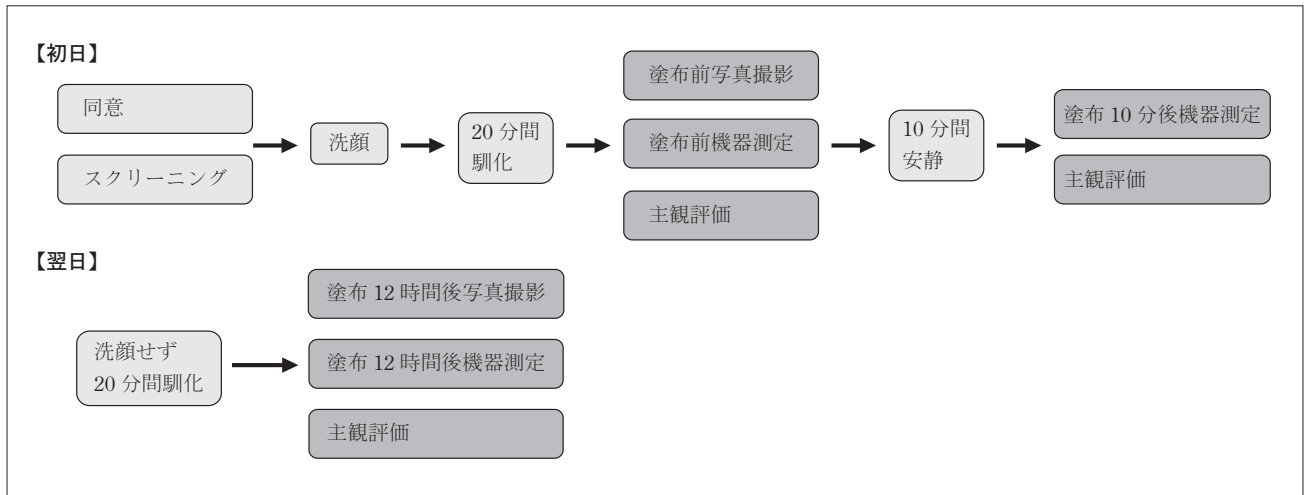 【初日】
同意
スクリーニング
洗顔
20 分間
馴化
塗布前写真撮影
塗布前機器測定
主観評価
10 分間
安静
塗布 10 分後機器測定
主観評価
【翌日】
洗顔せず
20 分間馴化
塗布 12 時間後写真撮影
塗布 12 時間後機器測定
主観評価